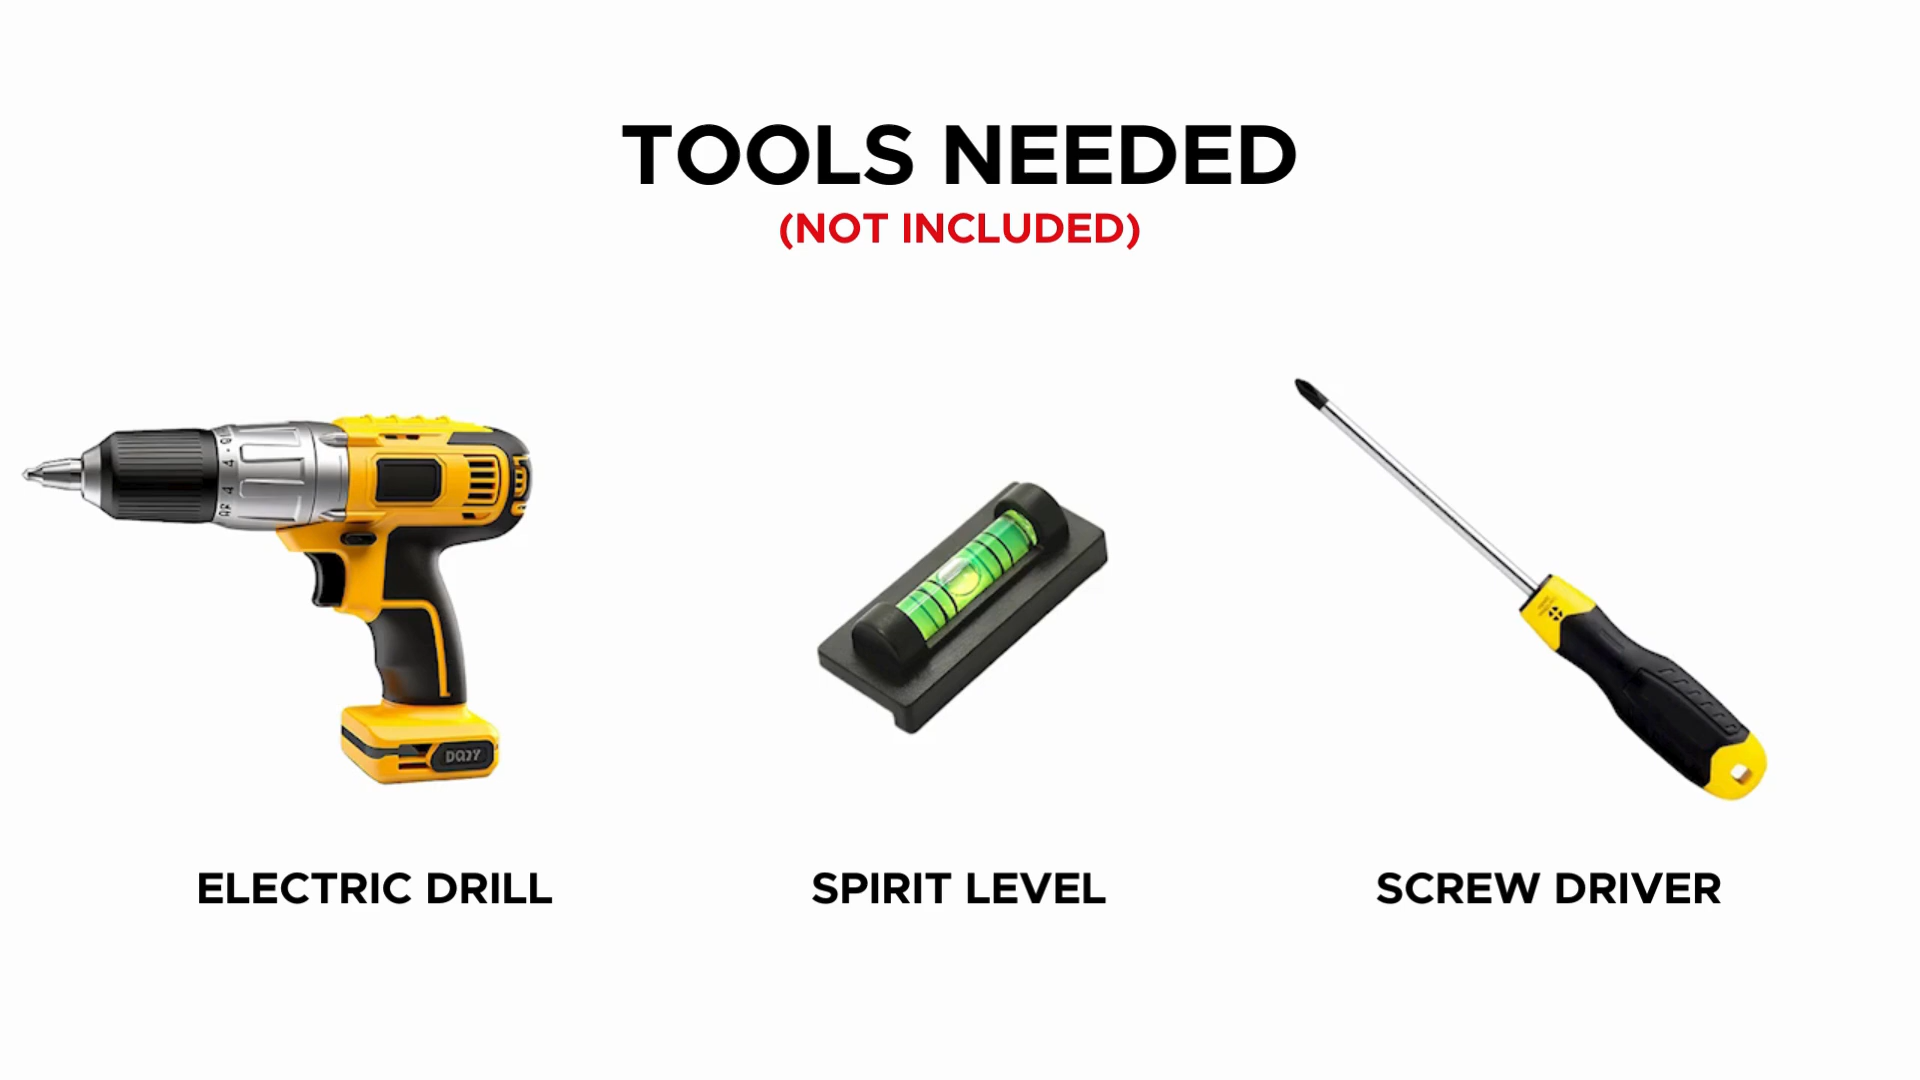 TOOLS NEEDED
(NOT INCLUDED)
ELECTRIC DRILL
SPIRIT LEVEL
SCREW DRIVER